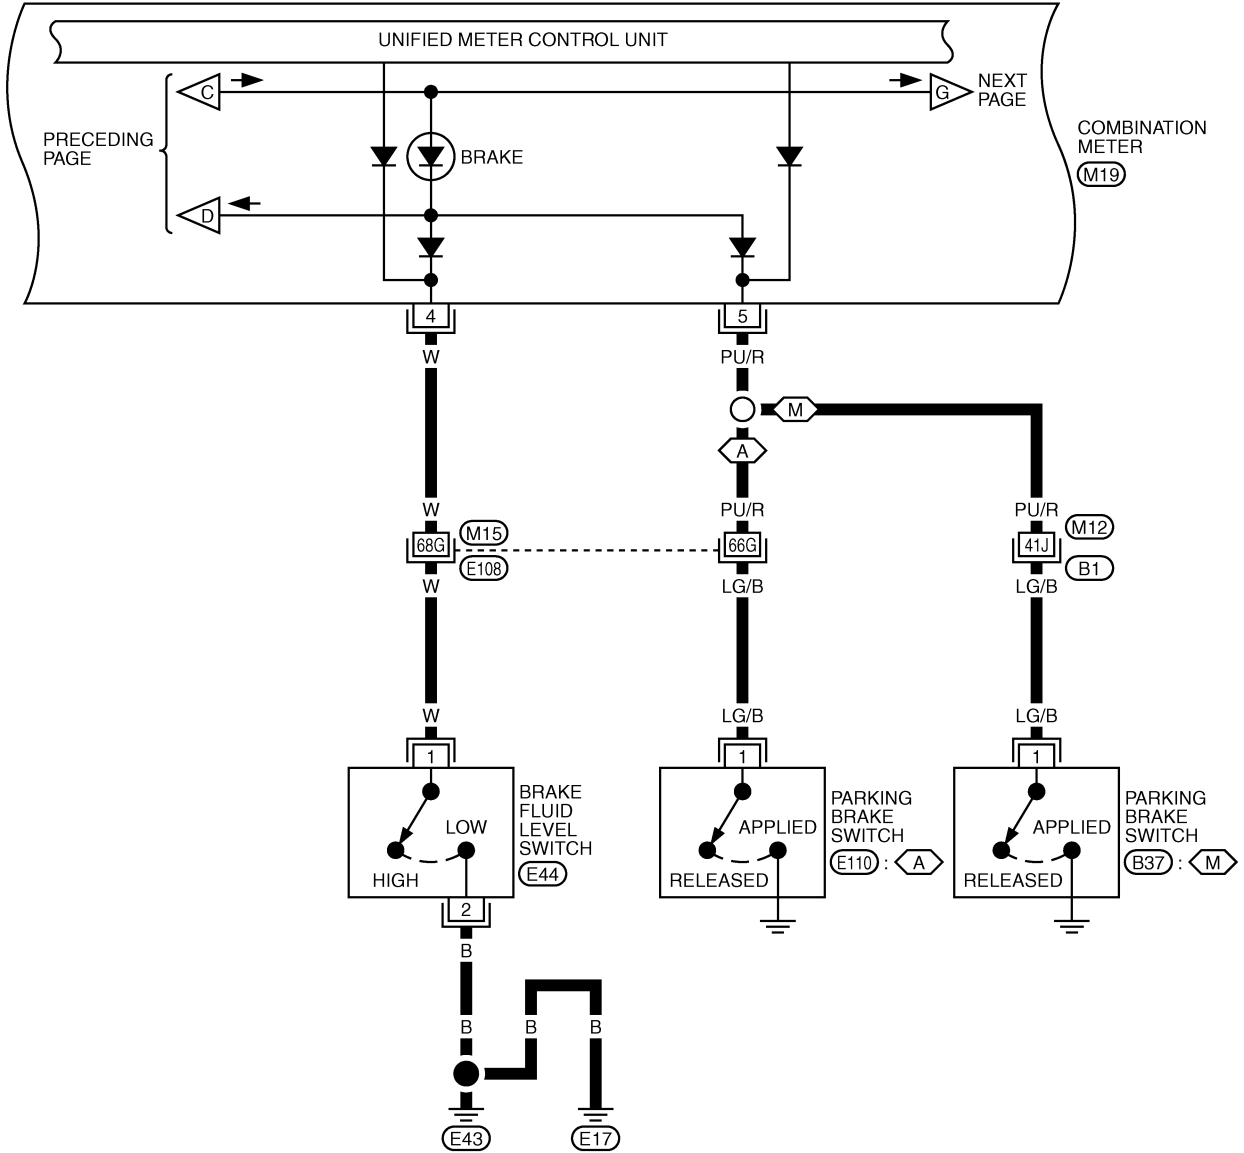 UNIFIED METER CONTROL UNIT
C
G
NEXT
PAGE
PRECEDING
PAGE
BRAKE
COMBINATION
METER
M19
D
4
5
W
PU/R
M
A
W
PU/R
PU/R
68G
M15
E108
66G
41J
M12
B1
W
LG/B
LG/B
W
LG/B
LG/B
1
1
1
BRAKE
FLUID
LEVEL
SWITCH
E44
LOW
HIGH
PARKING
BRAKE
SWITCH
E110 : A
APPLIED
RELEASED
PARKING
BRAKE
SWITCH
B37 : M
APPLIED
RELEASED
2
B
B
B
B
E43
E17